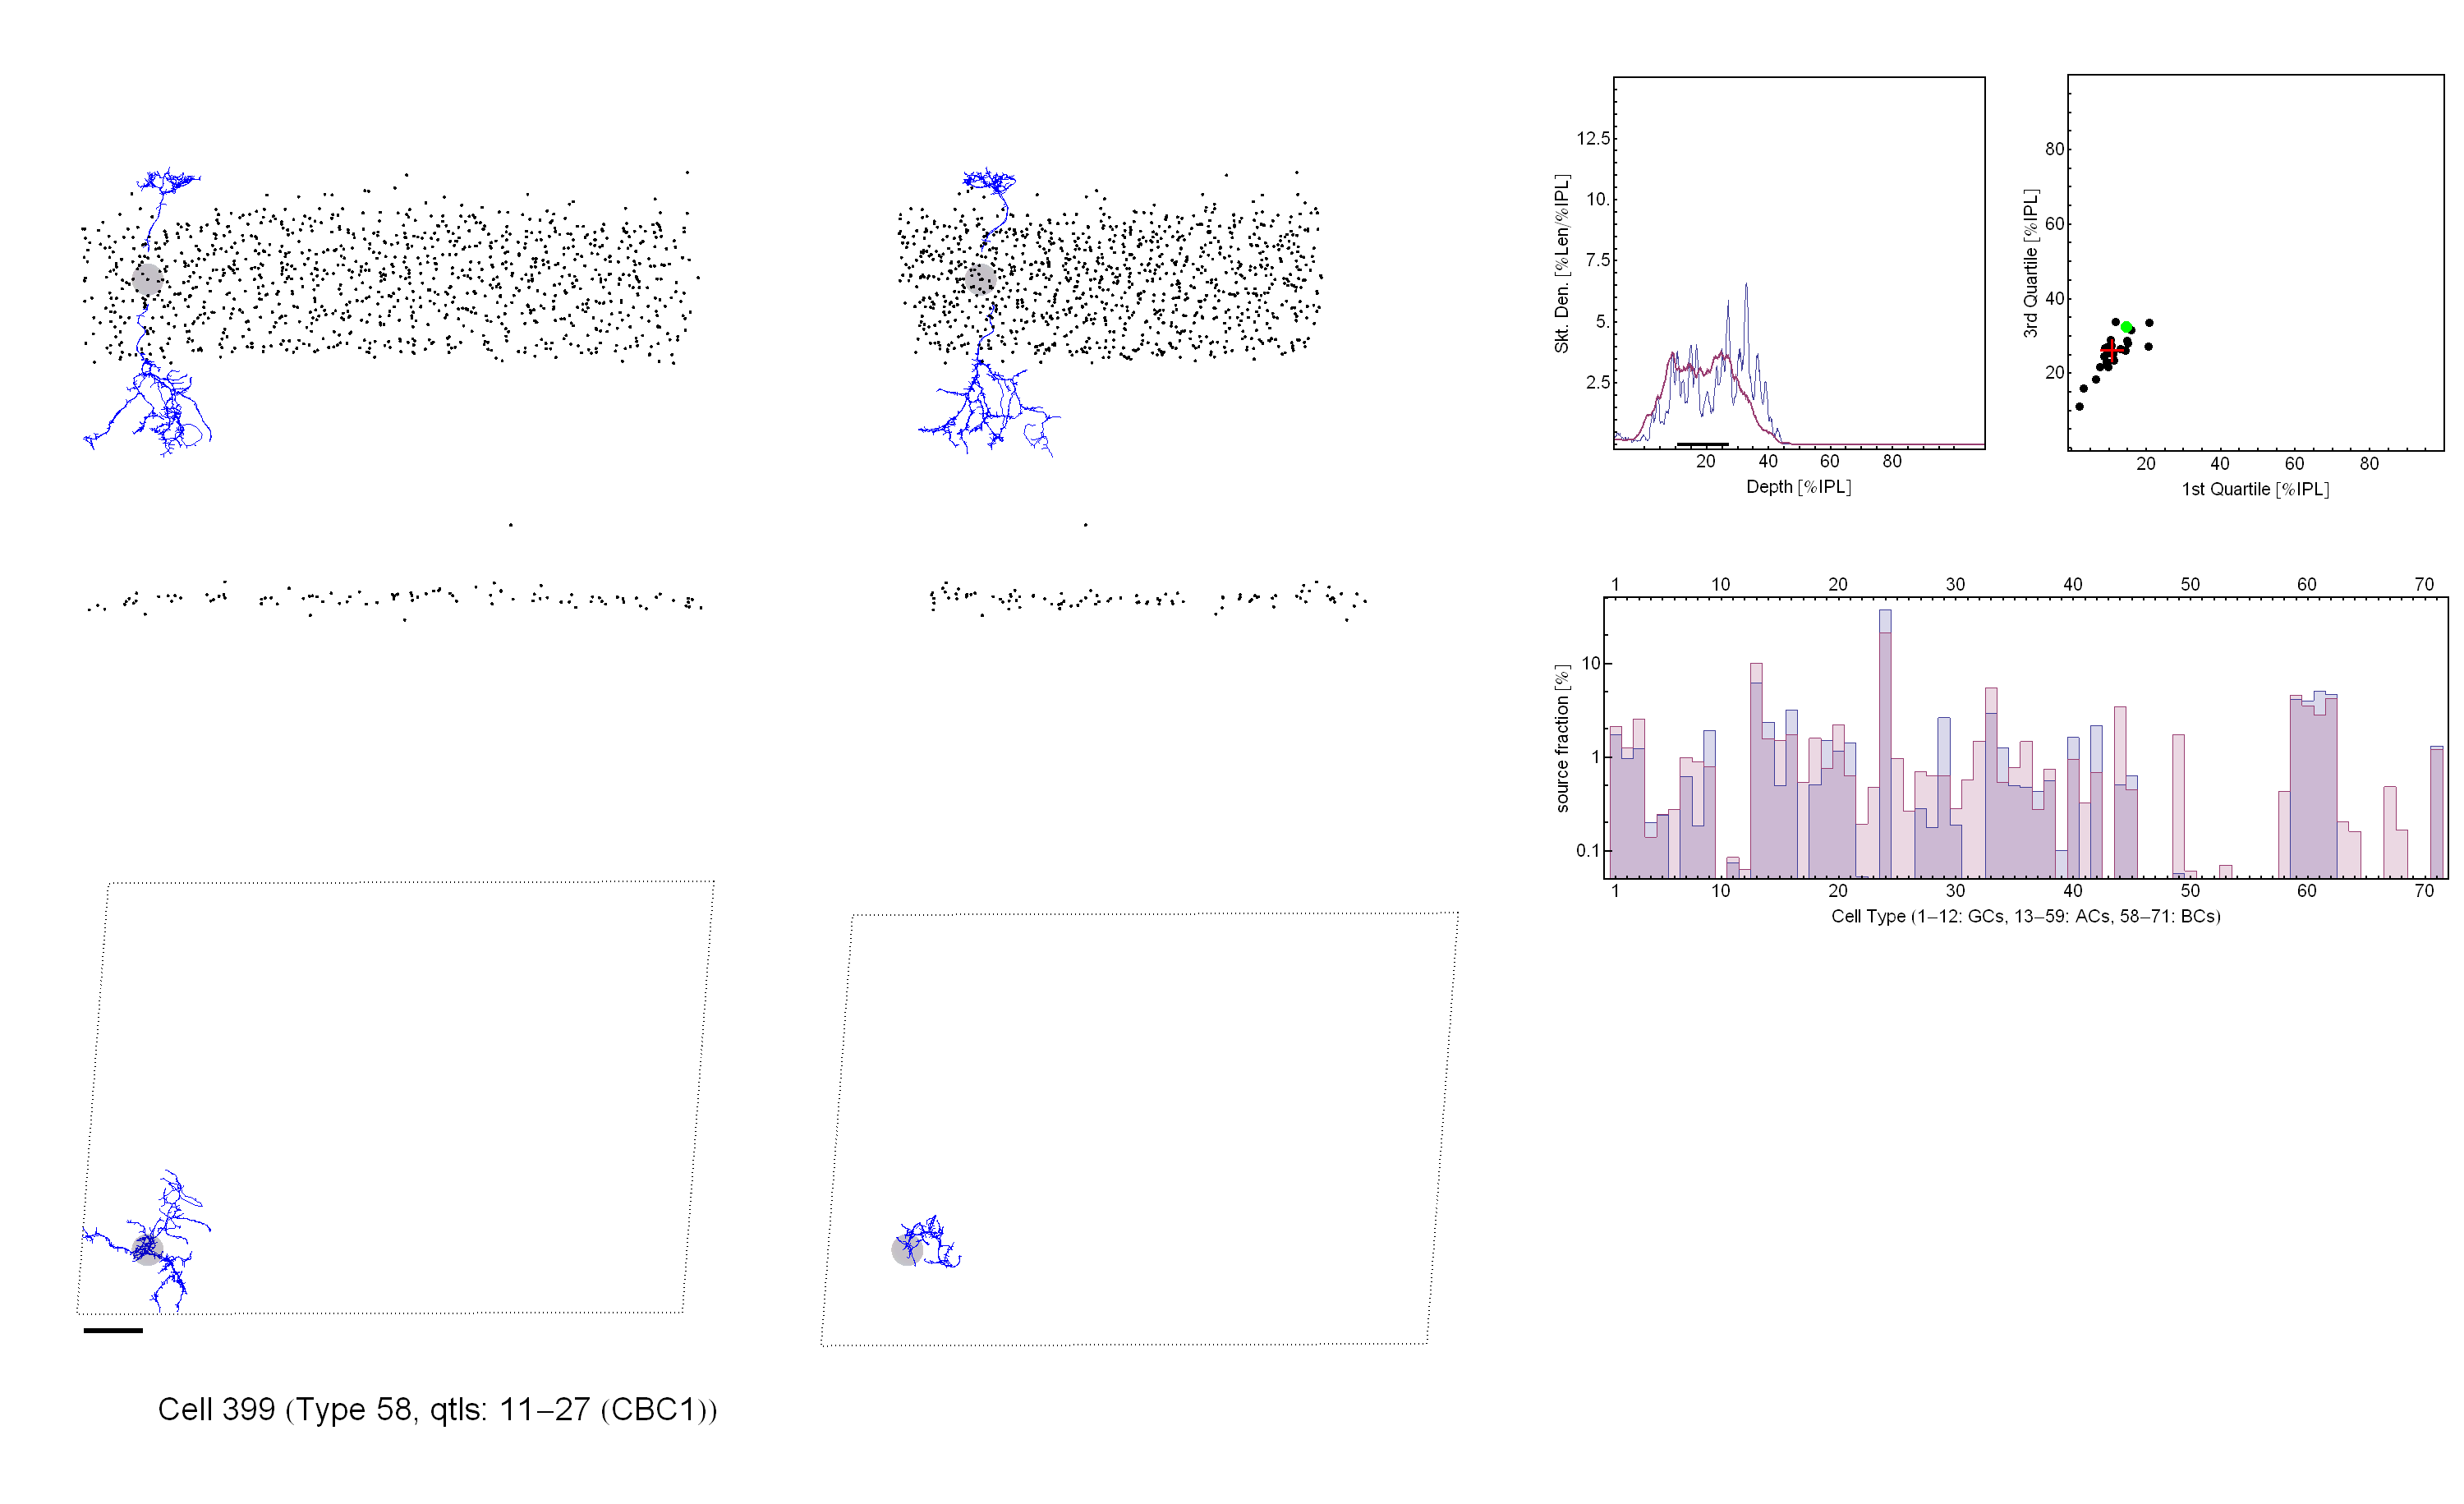 12.5
10.
7.5
5.
2.5
Skt. Den. [%Len/%IPL]
20 40 60 80
Depth [%IPL]
80
60
40
20
3rd Quartile [%IPL]
20 40 60 80
1st Quartile [%IPL]
1 10 20 30 40 50 60 70
10
1
0.1
source fraction [%]
1 10 20 30 40 50 60 70
Cell Type (1–12: GCs, 13–59: ACs, 58–71: BCs)
Cell 399 (Type 58, qtls: 11–27 (CBC1))